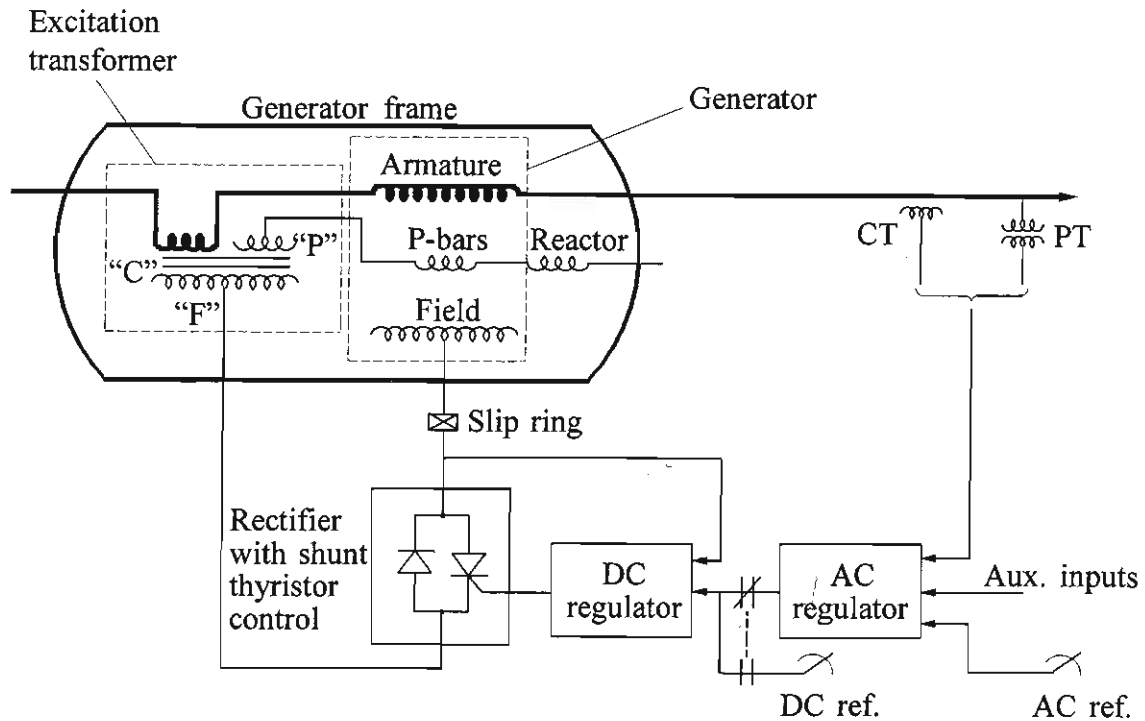 Excitation
transformer
Generator frame
Generator
Armature
"P"
P-bars
Reactor
"C"
"F"
Field
CT
PT
Slip ring
Rectifier
with shunt
thyristor
control
DC
regulator
AC
regulator
Aux. inputs
DC ref.
AC ref.